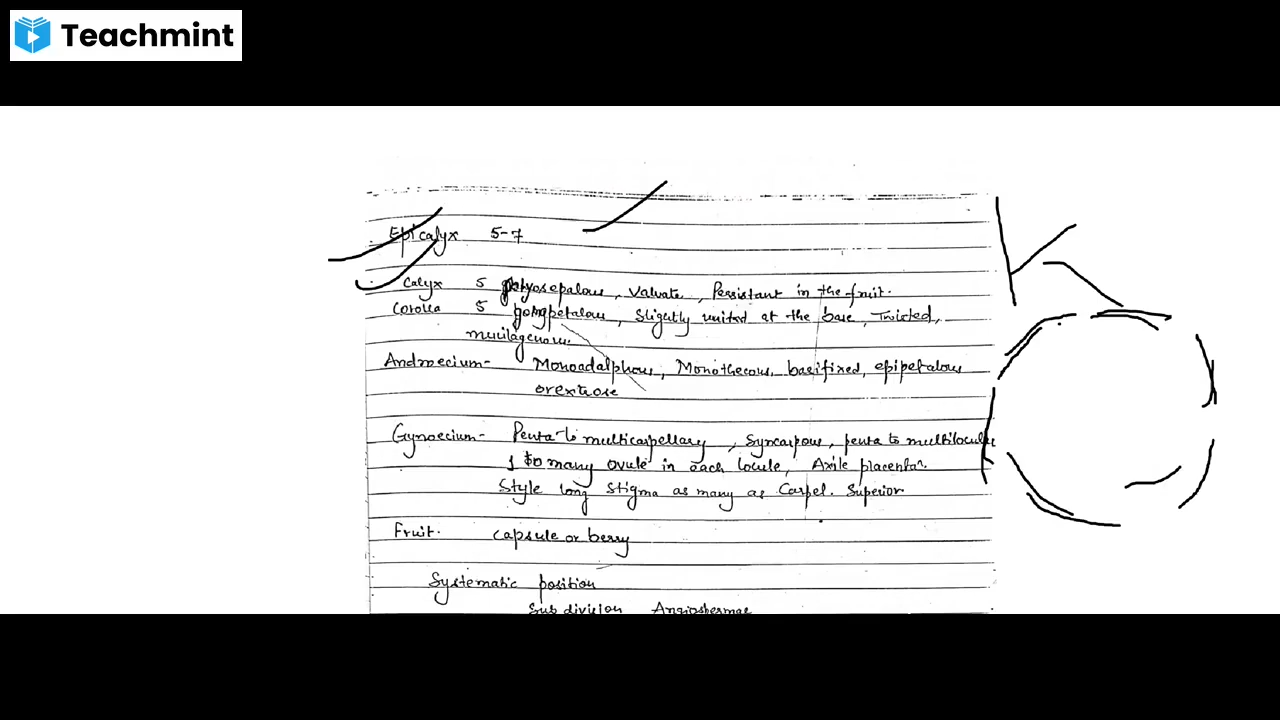 Teachmint
Epicalyx 5-7
Calyx 5 polysepalous, valvate, Persistant in the fruit.
Corolla 5 gamopetalous, Slightly united at the base, Twisted,
mucilagenous.
Androecium- Monoadalphous, Monothecous, basifixed, epipetalous
orextrose
Gynoecium- Penta to multicarpellary, Syncarpous, penta to multilocular
1 to many ovule in each locule, Axile placentan.
Style long Stigma as many as Carpel. Superior
Fruit. capsule or berry
Systematic position
Sub division Angiospermae